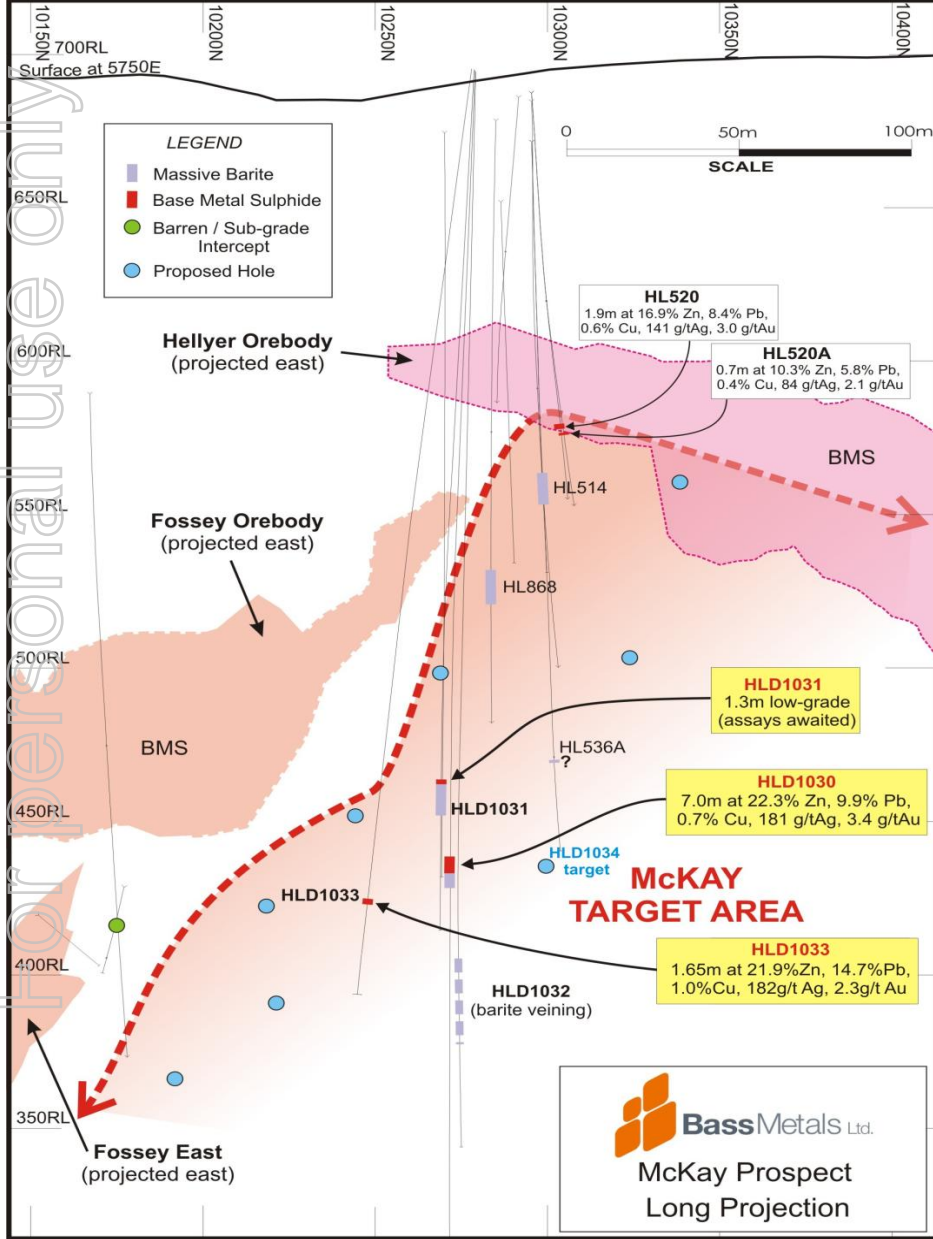 10150N
10200N
10250N
10300N
10350N
10400N
700RL
Surface at 5750E
For personal use only
LEGEND
Massive Barite
Base Metal Sulphide
Barren / Sub-grade
Intercept
Proposed Hole
0
50m
100m
SCALE
650RL
HL520
1.9m at 16.9% Zn, 8.4% Pb,
0.6% Cu, 141 g/tAg, 3.0 g/tAu
600RL
Hellyer Orebody
(projected east)
HL520A
0.7m at 10.3% Zn, 5.8% Pb,
0.4% Cu, 84 g/tAg, 2.1 g/tAu
BMS
HL514
550RL
Fossey Orebody
(projected east)
HL868
500RL
HLD1031
1.3m low-grade
(assays awaited)
BMS
HL536A
?
HLD1030
7.0m at 22.3% Zn, 9.9% Pb,
0.7% Cu, 181 g/tAg, 3.4 g/tAu
HLD1031
450RL
HLD1034
target
McKAY
TARGET AREA
HLD1033
HLD1033
1.65m at 21.9%Zn, 14.7%Pb,
1.0%Cu, 182g/t Ag, 2.3g/t Au
400RL
HLD1032
(barite veining)
350RL
Fossey East
(projected east)
BassMetals Ltd.
McKay Prospect
Long Projection